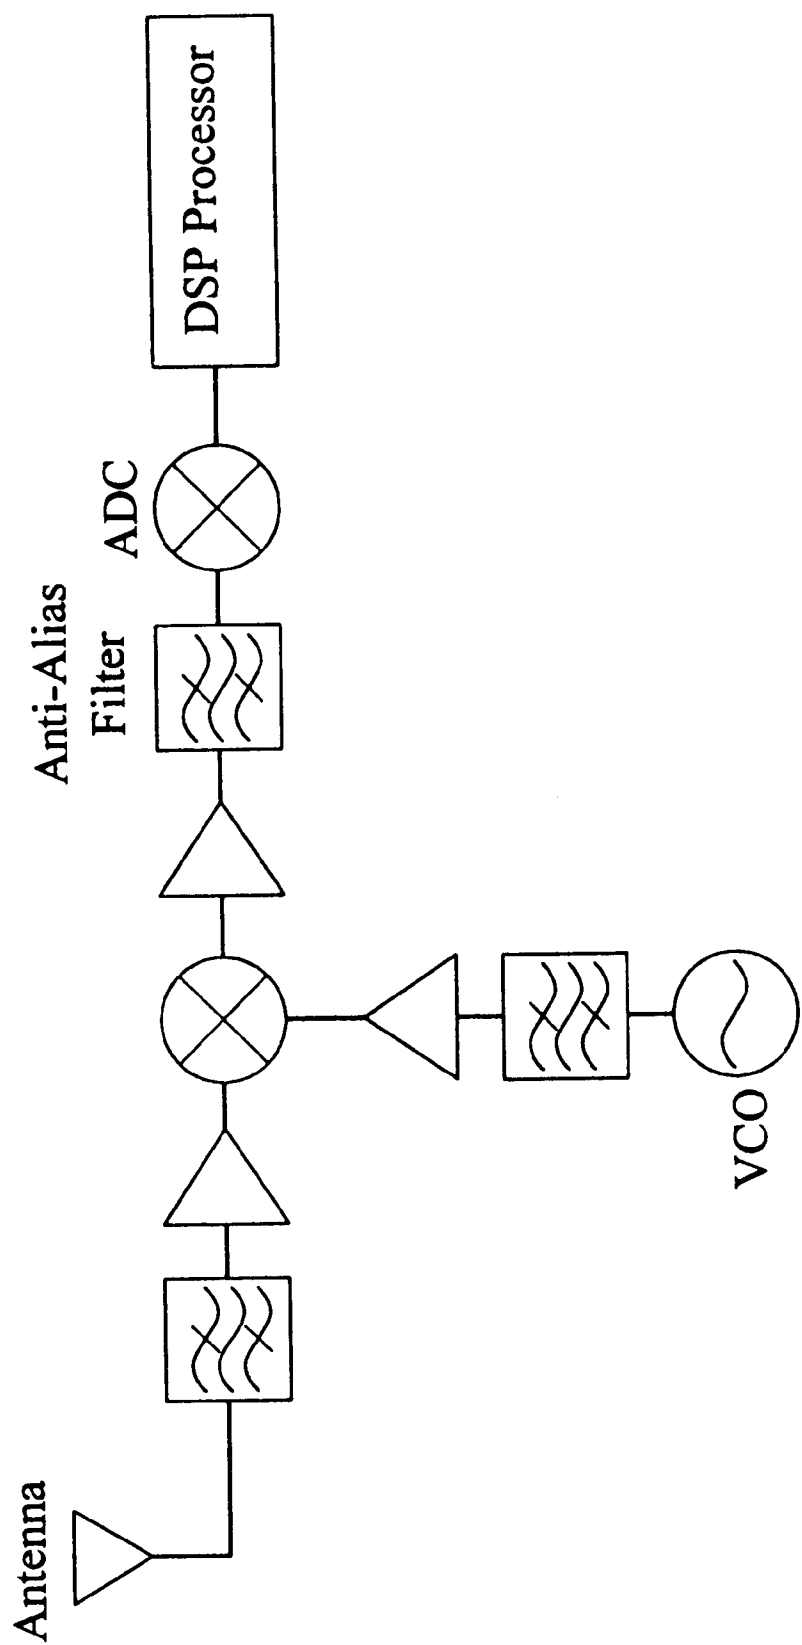 Antenna
VCO
Anti-Alias
Filter
ADC
DSP Processor